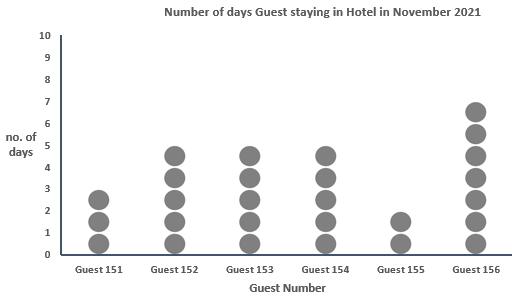 Number of days Guest staying in Hotel in November 2021
10
9
8
7
6
5
4
3
2
1
0
no. of
days
Guest 151 Guest 152 Guest 153 Guest 154 Guest 155 Guest 156
Guest Number